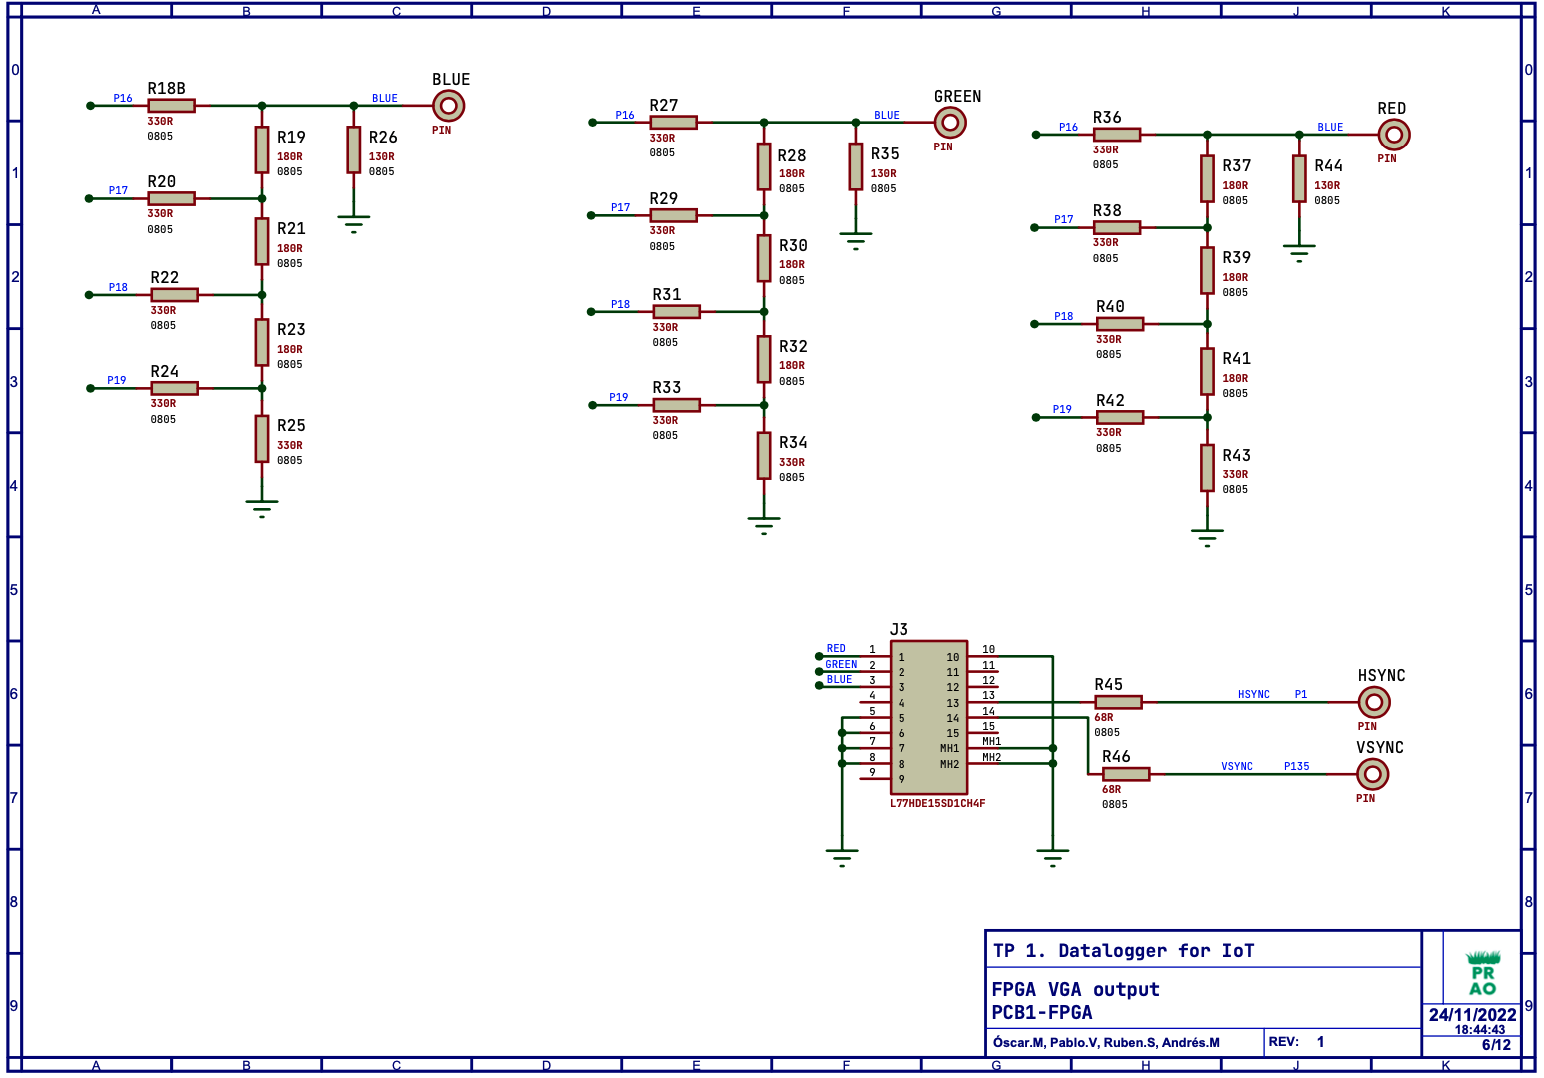 A B C D E F G H J K
0 0
1 1
2 2
3 3
4 4
5 5
6 6
7 7
8 8
9 9
BLUE
P16 R18B BLUE
330R PIN
0805
R19
180R
0805
R26
130R
0805
P17 R20
330R
0805
R21
180R
0805
P18 R22
330R
0805
R23
180R
0805
P19 R24
330R
0805
R25
330R
0805
GREEN
P16 R27 BLUE
330R PIN
0805
R28
180R
0805
R35
130R
0805
P17 R29
330R
0805
R30
180R
0805
P18 R31
330R
0805
R32
180R
0805
P19 R33
330R
0805
R34
330R
0805
RED
P16 R36 BLUE
330R PIN
0805
R37
180R
0805
R44
130R
0805
P17 R38
330R
0805
R39
180R
0805
P18 R40
330R
0805
R41
180R
0805
P19 R42
330R
0805
R43
330R
0805
J3
RED 1 1 10 10
GREEN 2 2 11 11
BLUE 3 3 12 12
4 4 13 13
5 5 14 14
6 6 15 15
7 7 MH1 MH1
8 8 MH2 MH2
9 9
L77HDE15SD1CH4F
R45
68R
0805
HSYNC P1
HSYNC
PIN
R46
68R
0805
VSYNC P135
VSYNC
PIN
TP 1. Datalogger for IoT
FPGA VGA output
PCB1-FPGA
Óscar.M, Pablo.V, Ruben.S, Andrés.M
REV: 1
PR
AO
24/11/2022
18:44:43
6/12
A B C D E F G H J K